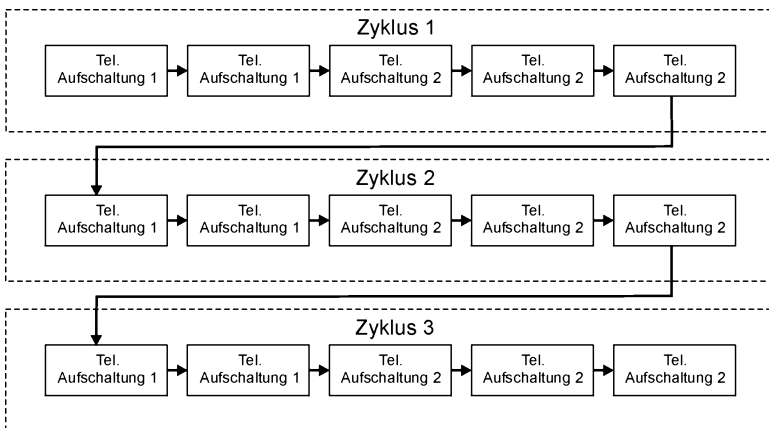 Zyklus 1
Tel.
Aufschaltung 1
Tel.
Aufschaltung 1
Tel.
Aufschaltung 2
Tel.
Aufschaltung 2
Tel.
Aufschaltung 2
Zyklus 2
Tel.
Aufschaltung 1
Tel.
Aufschaltung 1
Tel.
Aufschaltung 2
Tel.
Aufschaltung 2
Tel.
Aufschaltung 2
Zyklus 3
Tel.
Aufschaltung 1
Tel.
Aufschaltung 1
Tel.
Aufschaltung 2
Tel.
Aufschaltung 2
Tel.
Aufschaltung 2